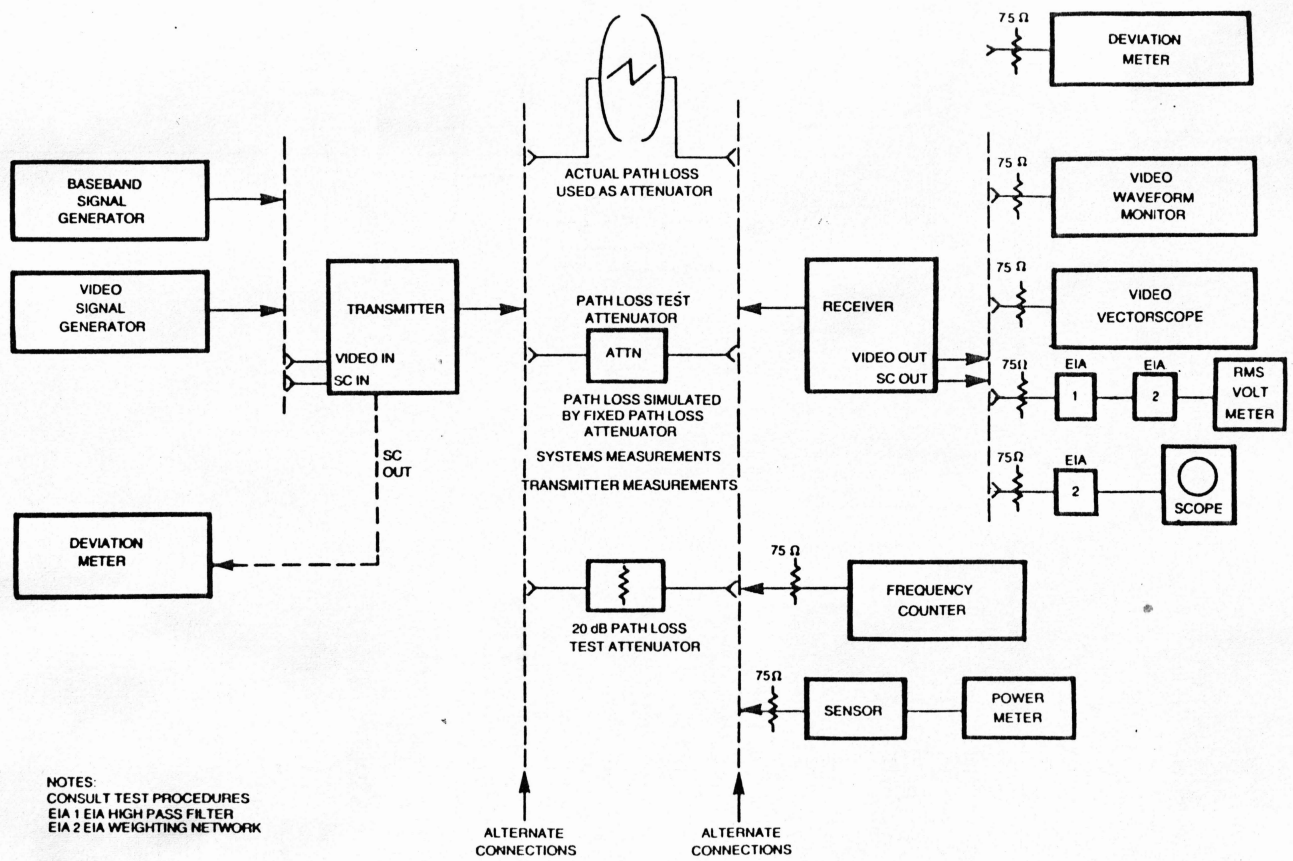 75 Ω
DEVIATION
METER
ACTUAL PATH LOSS
USED AS ATTENUATOR
BASEBAND
SIGNAL
GENERATOR
VIDEO
SIGNAL
GENERATOR
TRANSMITTER
VIDEO IN
SC IN
SC
OUT
DEVIATION
METER
PATH LOSS TEST
ATTENUATOR
ATTN
PATH LOSS SIMULATED
BY FIXED PATH LOSS
ATTENUATOR
SYSTEMS MEASUREMENTS
TRANSMITTER MEASUREMENTS
20 dB PATH LOSS
TEST ATTENUATOR
RECEIVER
VIDEO OUT
SC OUT
75 Ω
VIDEO
WAVEFORM
MONITOR
75 Ω
VIDEO
VECTORSCOPE
75Ω
EIA
1
EIA
2
RMS
VOLT
METER
75Ω
EIA
2
SCOPE
75 Ω
FREQUENCY
COUNTER
75Ω
SENSOR
POWER
METER
NOTES:
CONSULT TEST PROCEDURES
EIA 1 EIA HIGH PASS FILTER
EIA 2 EIA WEIGHTING NETWORK
ALTERNATE
CONNECTIONS
ALTERNATE
CONNECTIONS